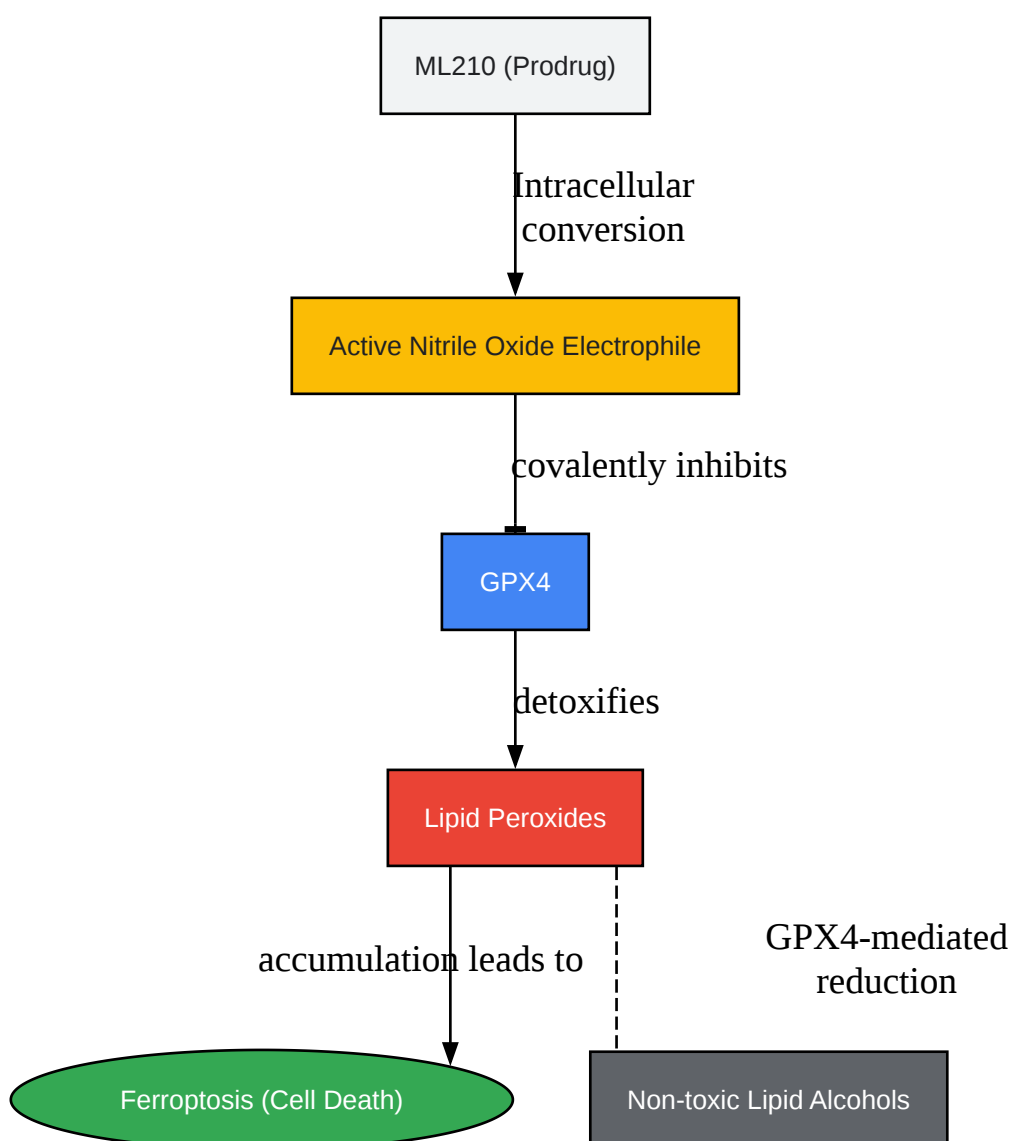 ML210 (Prodrug)
Intracellular
conversion
Active Nitrile Oxide Electrophile
covalently inhibits
GPX4
detoxifies
Lipid Peroxides
accumulation leads to
GPX4-mediated
reduction
Ferroptosis (Cell Death)
Non-toxic Lipid Alcohols